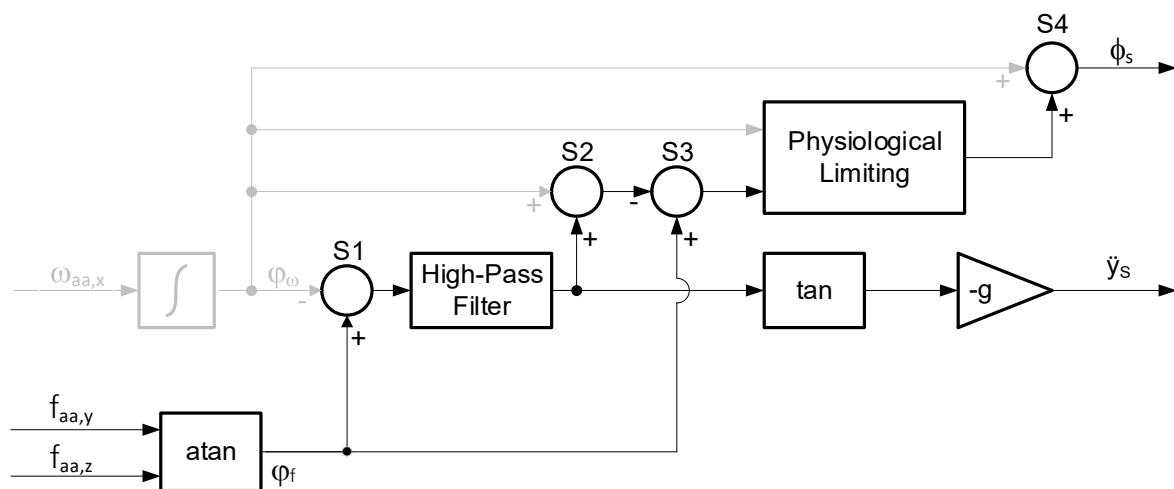 S4
ϕₛ
+
+
Physiological
Limiting
S2
S3
+
-
+
+
ωaa,x
∫
φω
S1
-
+
High-Pass
Filter
tan
-g
ÿS
faa,y
faa,z
atan
φf